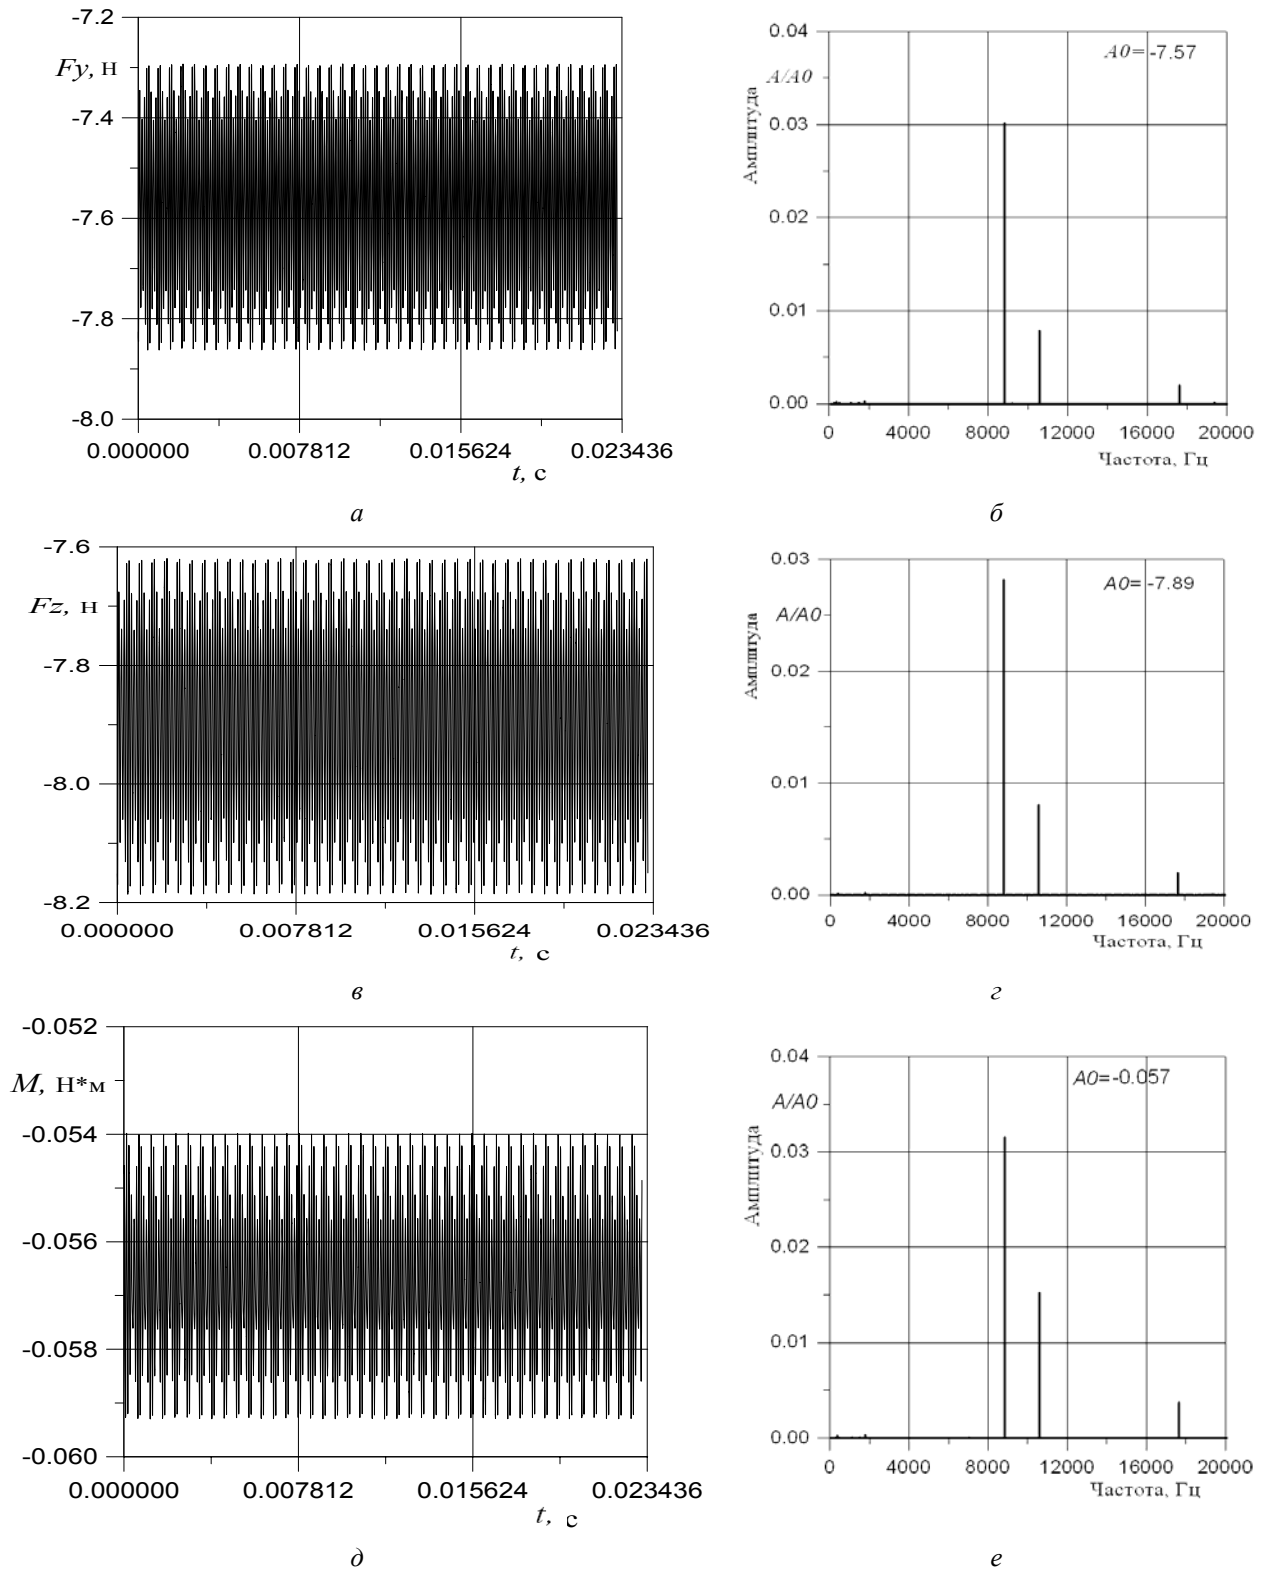 -7.2
Fy, н
-7.4
-7.6
-7.8
-8.0
0.000000 0.007812 0.015624 0.023436
t, с
а
0.04
A0= -7.57
A/A0
Амплитуда
0.03
0.02
0.01
0.00
0 4000 8000 12000 16000 20000
Частота, Гц
б
-7.6
Fz, н
-7.8
-8.0
-8.2
0.000000 0.007812 0.015624 0.023436
t, с
в
0.03
A0= -7.89
A/A0
Амплитуда
0.02
0.01
0.00
0 4000 8000 12000 16000 20000
Частота, Гц
г
-0.052
M, Н*м
-0.054
-0.056
-0.058
-0.060
0.000000 0.007812 0.015624 0.023436
t, с
д
0.04
A0=-0.057
A/A0
Амплитуда
0.03
0.02
0.01
0.00
0 4000 8000 12000 16000 20000
Частота, Гц
е